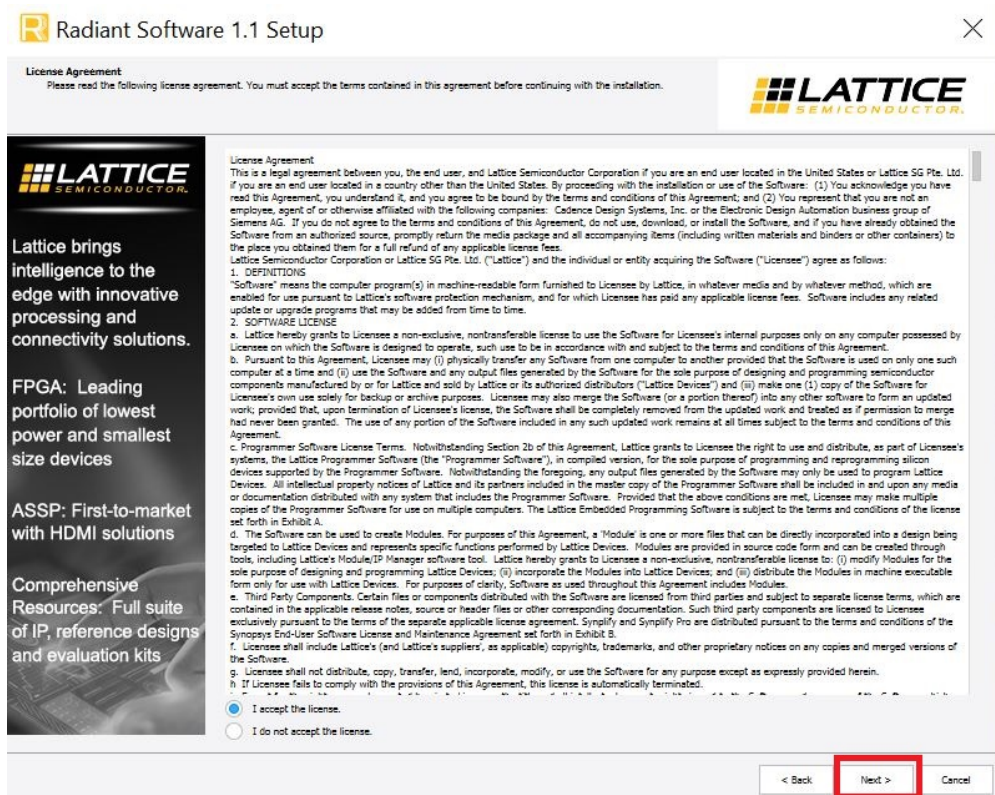 Radiant Software 1.1 Setup
License Agreement
Please read the following license agreement. You must accept the terms contained in this agreement before continuing with the installation.
LATTICE
SEMICONDUCTOR.
LATTICE
SEMICONDUCTOR.
Lattice brings
intelligence to the
edge with innovative
processing and
connectivity solutions.
FPGA: Leading
portfolio of lowest
power and smallest
size devices
ASSP: First-to-market
with HDMI solutions
Comprehensive
Resources: Full suite
of IP, reference designs
and evaluation kits
License Agreement
This is a legal agreement between you, the end user, and Lattice Semiconductor Corporation if you are an end user located in the United States or Lattice SG Pte. Ltd.
if you are an end user located in a country other than the United States. By proceeding with the installation or use of the Software: (1) You acknowledge you have
read this Agreement, you understand it, and you agree to be bound by the terms and conditions of this Agreement; and (2) You represent that you are not an
employee, agent of or otherwise affiliated with the following companies: Cadence Design Systems, Inc. or the Electronic Design Automation business group of
Siemens AG. If you do not agree to the terms and conditions of this Agreement, do not use, download, or install the Software, and if you have already obtained the
Software from an authorized source, promptly return the media package and all accompanying items (including written materials and binders or other containers) to
the place you obtained them for a full refund of any applicable license fees.
Lattice Semiconductor Corporation or Lattice SG Pte. Ltd. ("Lattice") and the individual or entity acquiring the Software ("Licensee") agree as follows:
1. DEFINITIONS
"Software" means the computer program(s) in machine-readable form furnished to Licensee by Lattice, in whatever media and by whatever method, which are
enabled for use pursuant to Lattice's software protection mechanism, and for which Licensee has paid any applicable license fees. Software includes any related
update or upgrade programs that may be added from time to time.
2. SOFTWARE LICENSE
a. Lattice hereby grants to Licensee a non-exclusive, nontransferable license to use the Software for Licensee's internal purposes only on any computer possessed by
Licensee on which the Software is designed to operate, such use to be in accordance with and subject to the terms and conditions of this Agreement.
b. Pursuant to this Agreement, Licensee may (i) physically transfer any Software from one computer to another provided that the Software is used on only one such
computer at a time and (ii) use the Software and any output files generated by the Software for the sole purpose of designing and programming semiconductor
components manufactured by or for Lattice and sold by Lattice or its authorized distributors ("Lattice Devices") and (iii) make one (1) copy of the Software for
Licensee's own use solely for backup or archive purposes. Licensee may also merge the Software (or a portion thereof) into any other software to form an updated
work; provided that, upon termination of Licensee's license, the Software shall be completely removed from the updated work and treated as if permission to merge
had never been granted. The use of any portion of the Software included in any such updated work remains at all times subject to the terms and conditions of this
Agreement.
c. Programmer Software License Terms. Notwithstanding Section 2b of this Agreement, Lattice grants to Licensee the right to use and distribute, as part of Licensee's
systems, the Lattice Programmer Software (the "Programmer Software"), in compiled version, for the sole purpose of programming and reprogramming silicon
devices supported by the Programmer Software. Notwithstanding the foregoing, any output files generated by the Software may only be used to program Lattice
Devices. All intellectual property notices of Lattice and its partners included in the master copy of the Programmer Software shall be included in and upon any media
or documentation distributed with any system that includes the Programmer Software. Provided that the above conditions are met, Licensee may make multiple
copies of the Programmer Software for use on multiple computers. The Lattice Embedded Programming Software is subject to the terms and conditions of the license
set forth in Exhibit A.
d. The Software can be used to create Modules. For purposes of this Agreement, a 'Module' is one or more files that can be directly incorporated into a design being
targeted to Lattice Devices and represents specific functions performed by Lattice Devices. Modules are provided in source code form and can be created through
tools, including Lattice's Module/IP Manager software tool. Lattice hereby grants to Licensee a non-exclusive, nontransferable license to: (i) modify Modules for the
sole purpose of designing and programming Lattice Devices; (ii) incorporate the Modules into Lattice Devices; and (iii) distribute the Modules in machine executable
form only for use with Lattice Devices. For purposes of clarity, Software as used throughout this Agreement includes Modules.
e. Third Party Components. Certain files or components distributed with the Software are licensed from third parties and subject to separate license terms, which are
contained in the applicable release notes, source or header files or other corresponding documentation. Such third party components are licensed to Licensee
exclusively pursuant to the terms of the separate applicable license agreement. Synplify and Synplify Pro are distributed pursuant to the terms and conditions of the
Synopsys End-User Software License and Maintenance Agreement set forth in Exhibit B.
f. Licensee shall include Lattice's (and Lattice's suppliers', as applicable) copyrights, trademarks, and other proprietary notices on any copies and merged versions of
the Software.
g. Licensee shall not distribute, copy, transfer, lend, incorporate, modify, or use the Software for any purpose except as expressly provided herein.
h If Licensee fails to comply with the provisions of this Agreement, this license is automatically terminated.
I accept the license.
I do not accept the license.
< Back
Next >
Cancel